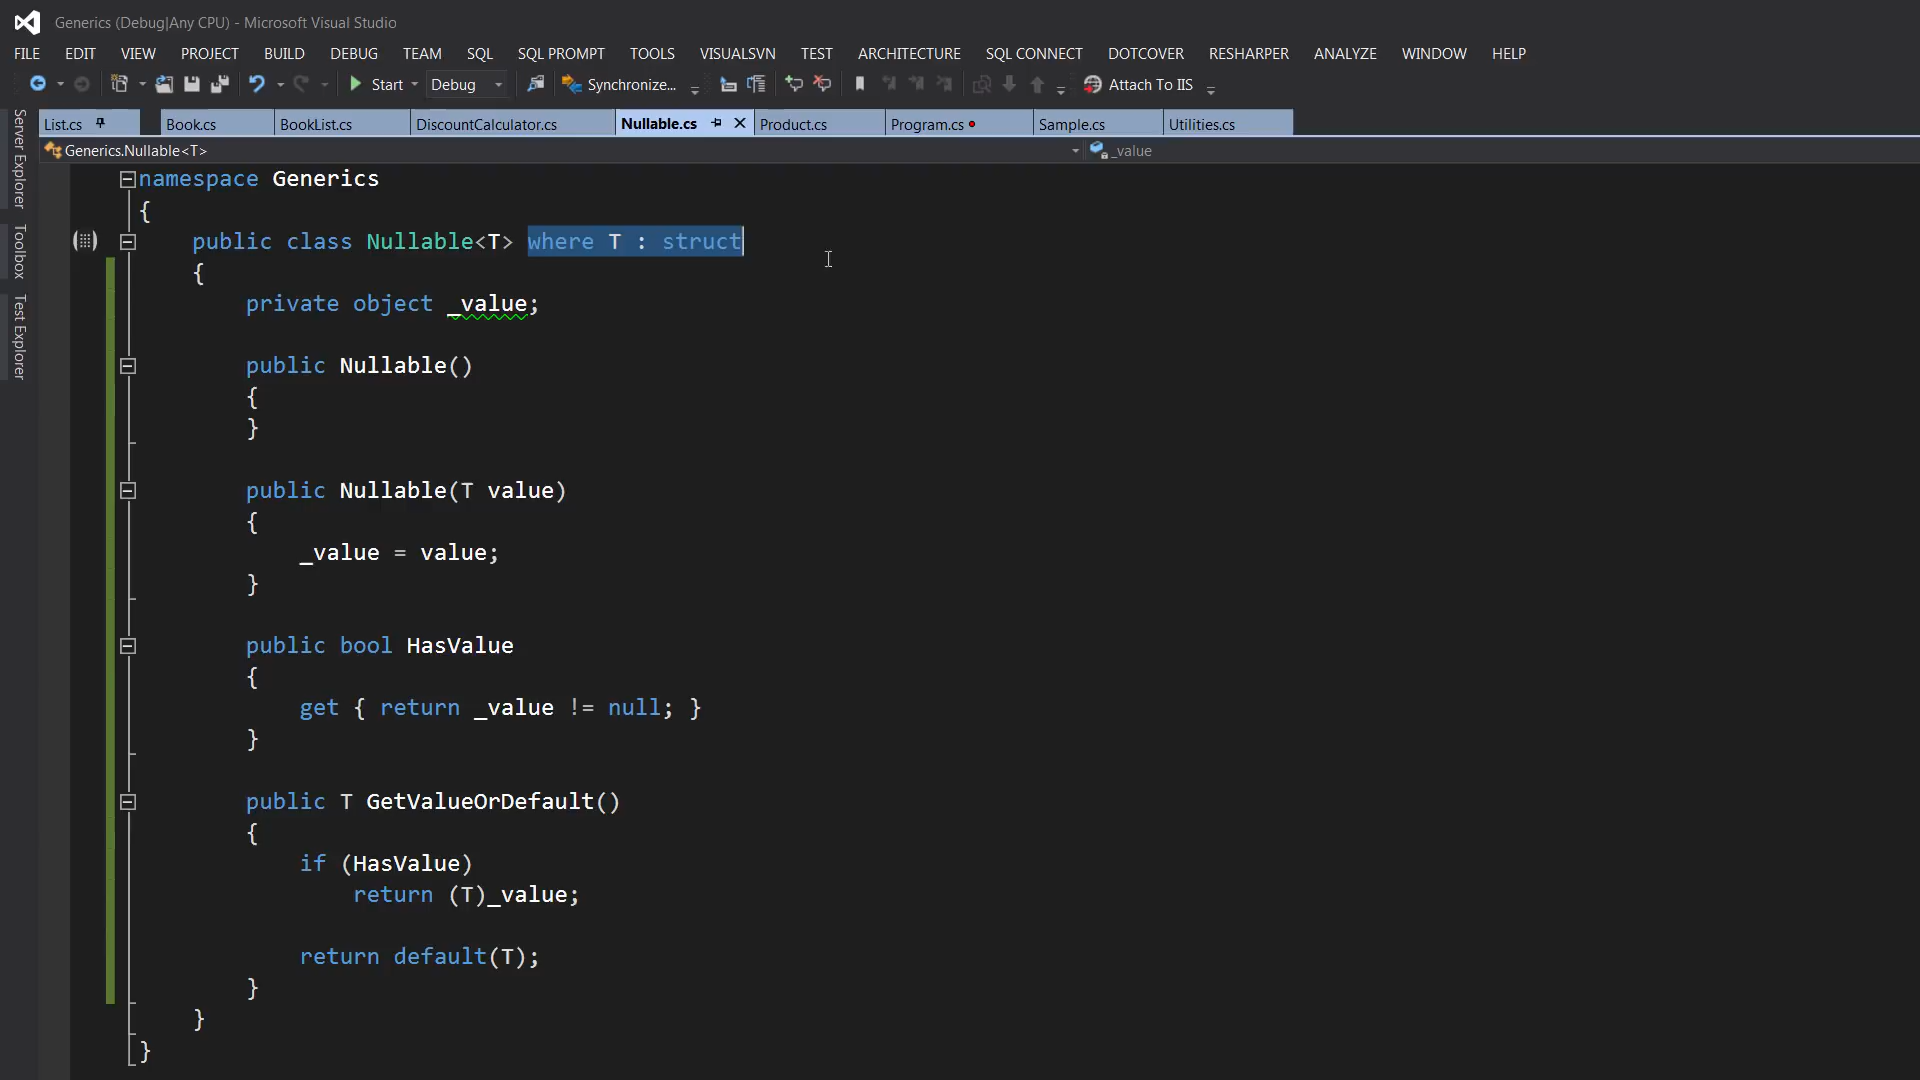 Generics (Debug|Any CPU) - Microsoft Visual Studio
FILE EDIT VIEW PROJECT BUILD DEBUG TEAM SQL SQL PROMPT TOOLS VISUALSVN TEST ARCHITECTURE SQL CONNECT DOTCOVER RESHARPER ANALYZE WINDOW HELP
Start Debug Synchronize... Attach To IIS
List.cs Book.cs BookList.cs DiscountCalculator.cs Nullable.cs Product.cs Program.cs Sample.cs Utilities.cs
Generics.Nullable<T> _value
Server Explorer
Toolbox
Test Explorer
namespace Generics
{
public class Nullable<T> where T : struct
{
private object _value;
public Nullable()
{
}
public Nullable(T value)
{
_value = value;
}
public bool HasValue
{
get { return _value != null; }
}
public T GetValueOrDefault()
{
if (HasValue)
return (T)_value;
return default(T);
}
}
}